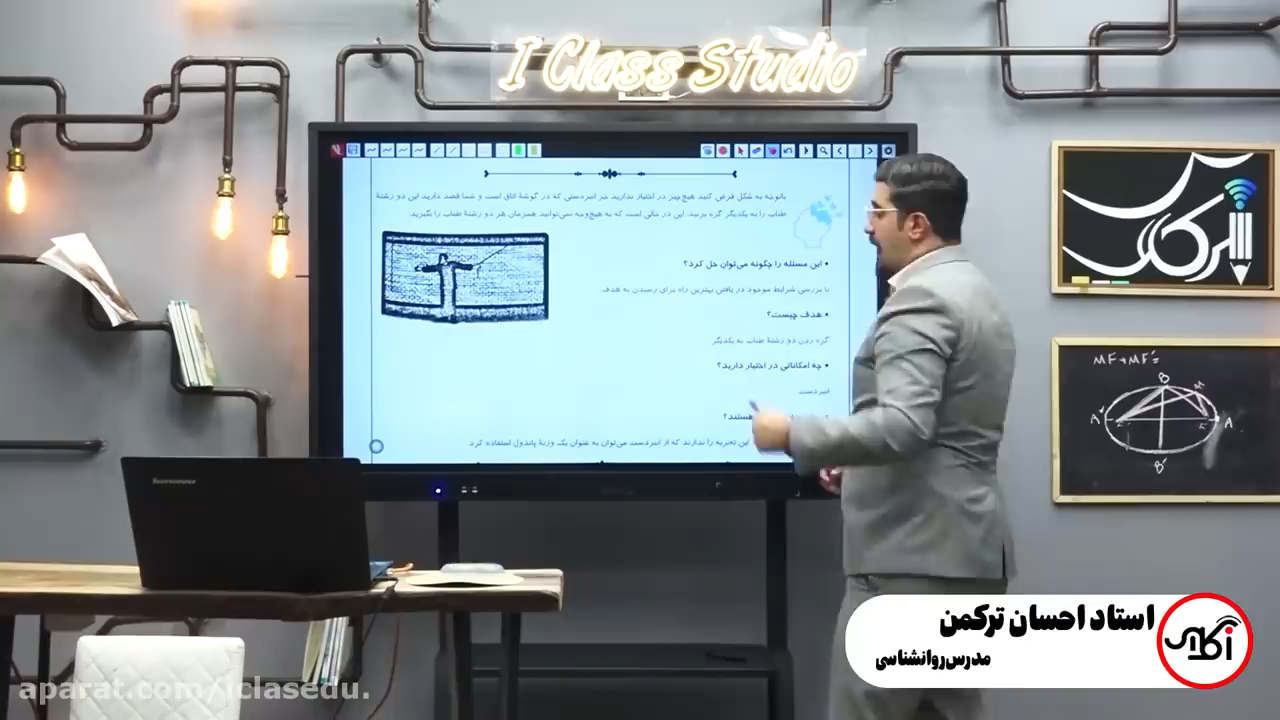 I Class Studio
باتوجه به شکل فرض کنید هیچ‌چیز در اختیار ندارید جز انبردستی که در گوشهٔ اتاق است و شما قصد دارید این دو رشتهٔ
طناب را به یکدیگر گره بزنید. این در حالی است که به هیچ‌وجه نمی‌توانید همزمان هر دو رشتهٔ طناب را بگیرید.
• این مسئله را چگونه می‌توان حل کرد؟
با بررسی شرایط موجود در یافتن بهترین راه برای رسیدن به هدف
• هدف چیست؟
گره زدن دو رشتهٔ طناب به یکدیگر
• چه امکاناتی در اختیار دارید؟
انبردست
هستند؟
این تجربه را ندارند که از انبردست می‌توان به عنوان یک وزنهٔ پاندول استفاده کرد
MF + MF' =
B
M
A'
A
B'
lenovo
استاد احسان ترکمن
مدرس روانشناسی
آگاهی
aparat.com/iclasedu.